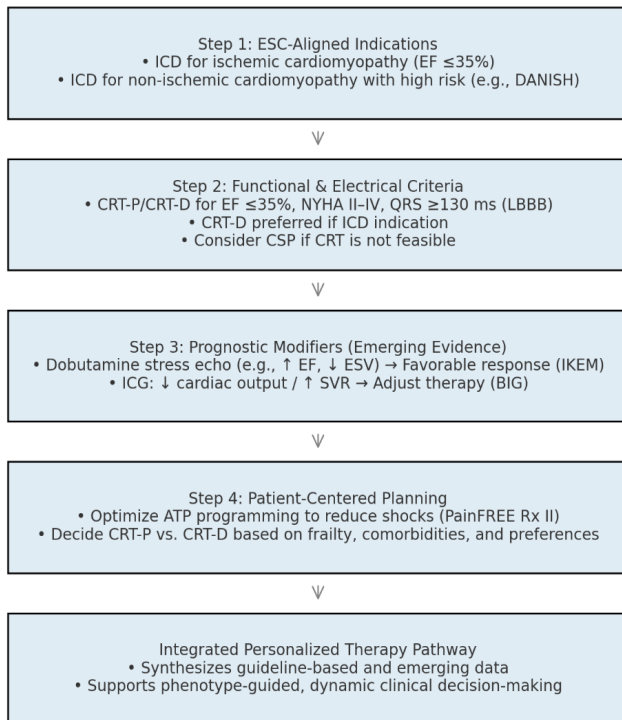 Step 1: ESC-Aligned Indications
• ICD for ischemic cardiomyopathy (EF ≤35%)
• ICD for non-ischemic cardiomyopathy with high risk (e.g., DANISH)
Step 2: Functional & Electrical Criteria
• CRT-P/CRT-D for EF ≤35%, NYHA II–IV, QRS ≥130 ms (LBBB)
• CRT-D preferred if ICD indication
• Consider CSP if CRT is not feasible
Step 3: Prognostic Modifiers (Emerging Evidence)
• Dobutamine stress echo (e.g., ↑ EF, ↓ ESV) → Favorable response (IKEM)
• ICG: ↓ cardiac output / ↑ SVR → Adjust therapy (BIG)
Step 4: Patient-Centered Planning
• Optimize ATP programming to reduce shocks (PainFREE Rx II)
• Decide CRT-P vs. CRT-D based on frailty, comorbidities, and preferences
Integrated Personalized Therapy Pathway
• Synthesizes guideline-based and emerging data
• Supports phenotype-guided, dynamic clinical decision-making